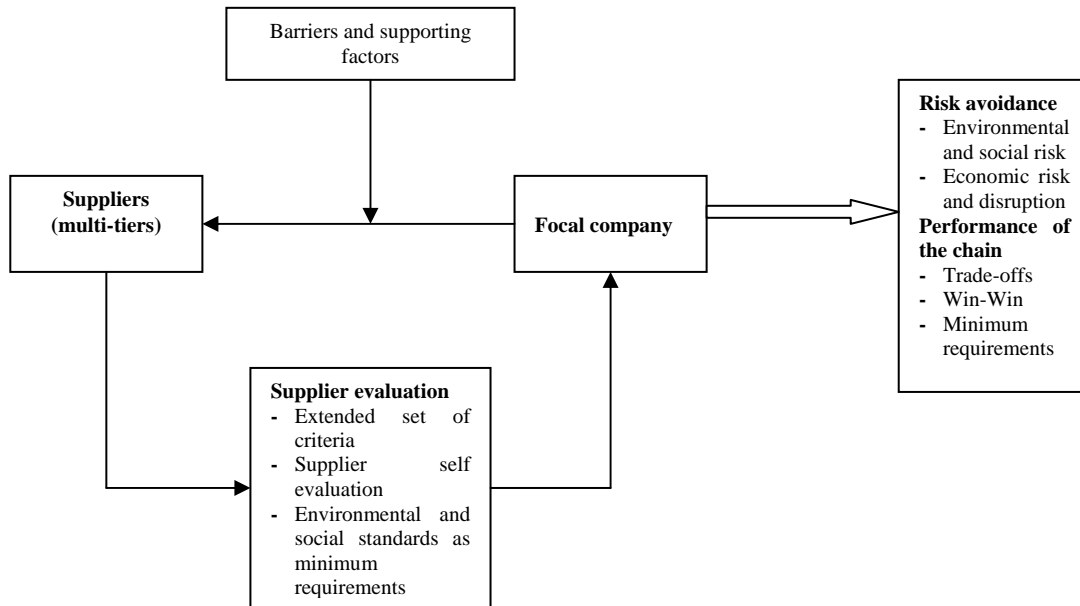 Barriers and supporting
factors
Suppliers
(multi-tiers)
Focal company
Risk avoidance
- Environmental
and social risk
- Economic risk
and disruption
Performance of
the chain
- Trade-offs
- Win-Win
- Minimum
requirements
Supplier evaluation
- Extended set of
criteria
- Supplier self
evaluation
- Environmental and
social standards as
minimum
requirements